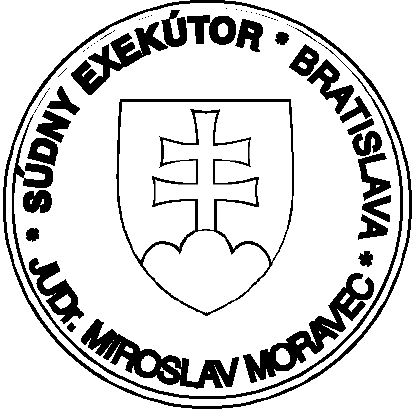 SÚDNY EXEKÚTOR * BRATISLAVA * JUDr. MIROSLAV MORAVEC *